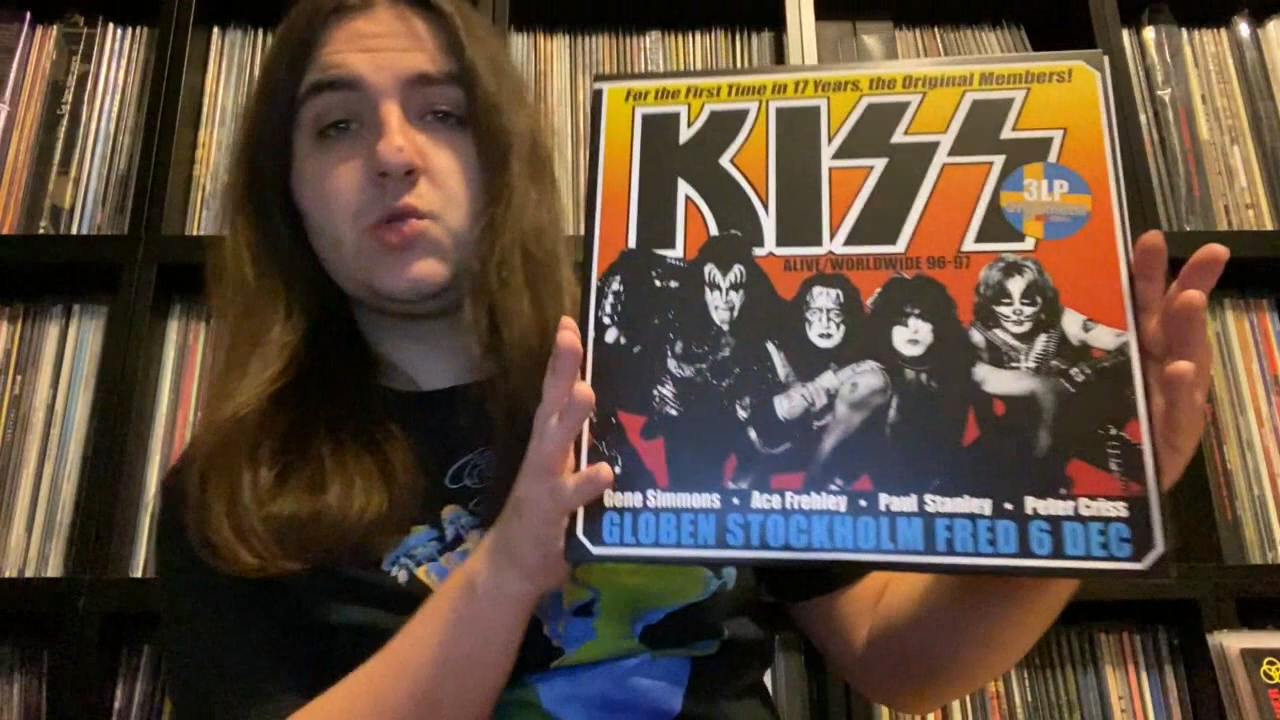 For the First Time in 17 Years, the Original Members!
KISS
3LP
ALIVE/WORLDWIDE 96-97
Gene Simmons • Ace Frehley • Paul Stanley • Peter Criss
GLOBEN STOCKHOLM FRED 6 DEC